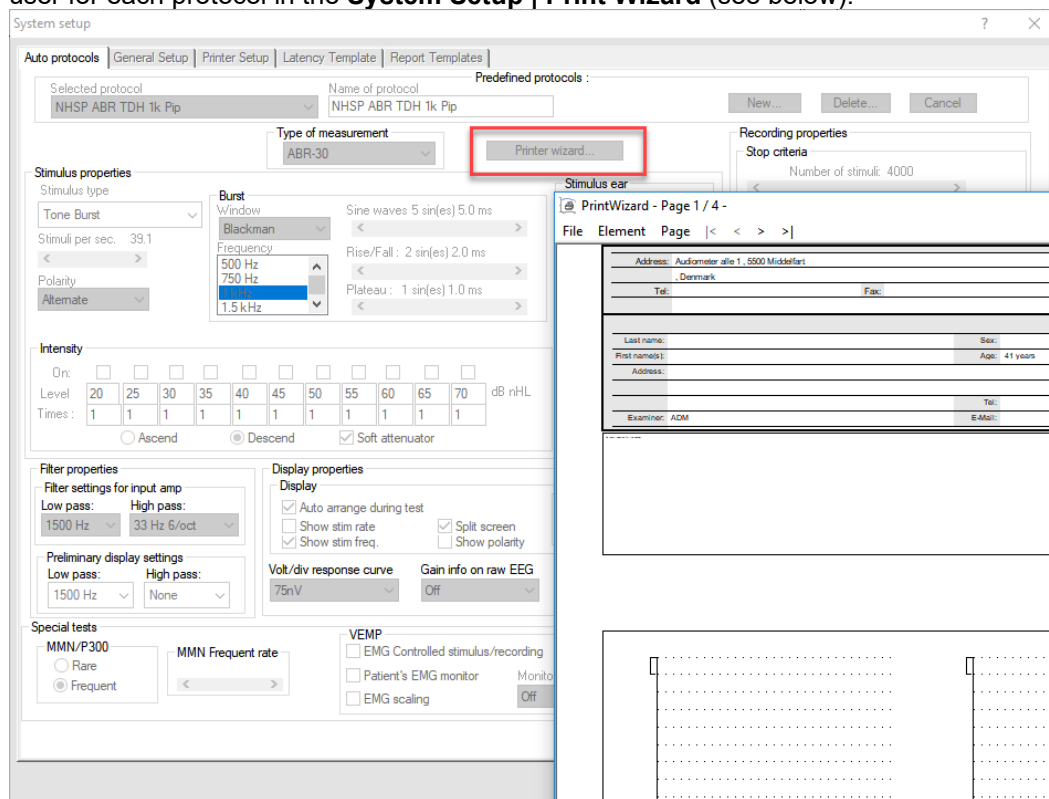 user for each protocol in the System Setup | Print Wizard (see below).
System setup ?
Auto protocols General Setup Printer Setup Latency Template Report Templates
Predefined protocols :
Selected protocol Name of protocol
NHSP ABR TDH 1k Pip NHSP ABR TDH 1k Pip New... Delete... Cancel
Type of measurement Recording properties
ABR-30 Printer wizard... Stop criteria
Number of stimuli: 4000
Stimulus properties Stimulus ear
Stimulus type Burst
Tone Burst Window Sine waves 5 sin(es) 5.0 ms
Blackman
Stimuli per sec. 39.1 Frequency Rise/Fall : 2 sin(es) 2.0 ms
500 Hz
750 Hz
Polarity Plateau : 1 sin(es) 1.0 ms
Alternate 1.5 kHz
PrintWizard - Page 1 / 4 -
File Element Page |< < > >|
Address: Audiometer alle 1 , 5500 Middelfart
, Denmark
Tel: Fax:
Last name: Sex:
First name(s): Age: 41 years
Address:
Tel:
Examiner: ADM E-Mail:
Intensity
On:
Level 20 25 30 35 40 45 50 55 60 65 70 dB nHL
Times : 1 1 1 1 1 1 1 1 1 1 1
Ascend Descend Soft attenuator
Filter properties Display properties
Filter settings for input amp Display
Low pass: High pass: Auto arrange during test
1500 Hz 33 Hz 6/oct Show stim rate Split screen
Show stim freq. Show polarity
Preliminary display settings
Low pass: High pass: Volt/div response curve Gain info on raw EEG
1500 Hz None 75nV Off
Special tests
MMN/P300 MMN Frequent rate VEMP
Rare EMG Controlled stimulus/recording
Frequent Patient's EMG monitor
EMG scaling Off